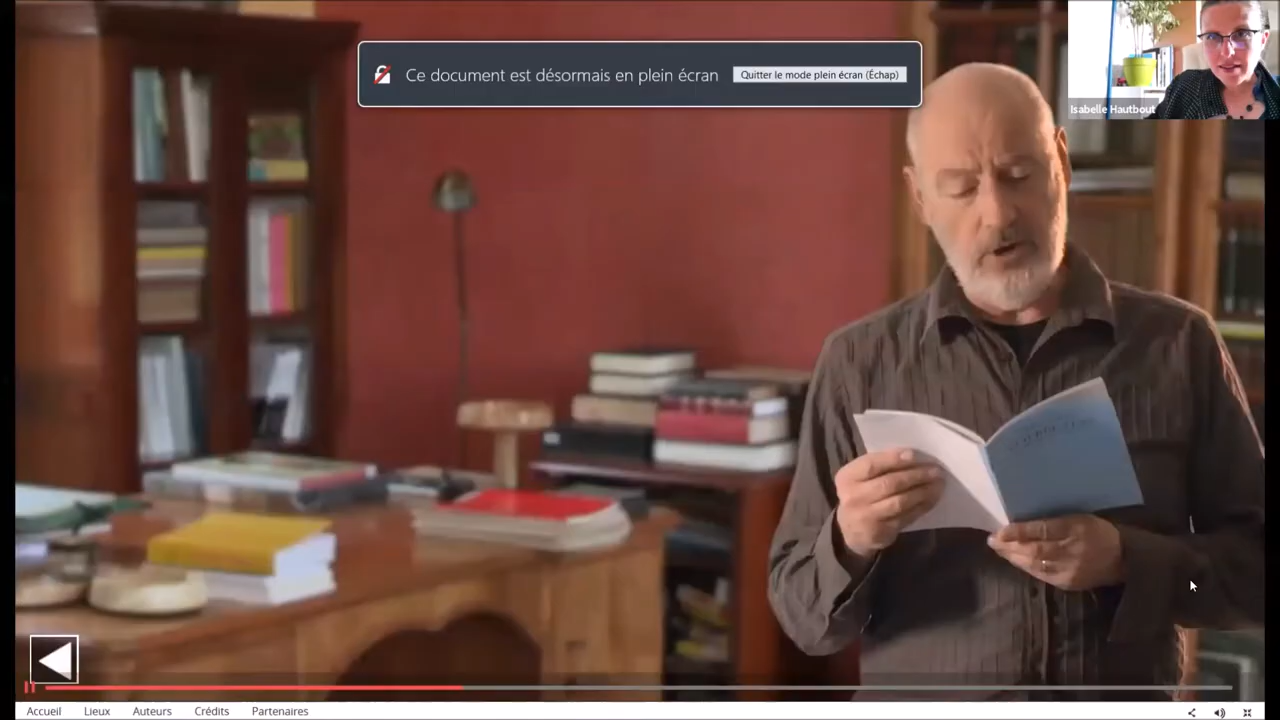 Ce document est désormais en plein écran
Quitter le mode plein écran (Échap)
Isabelle Hautbout
Accueil
Lieux
Auteurs
Crédits
Partenaires